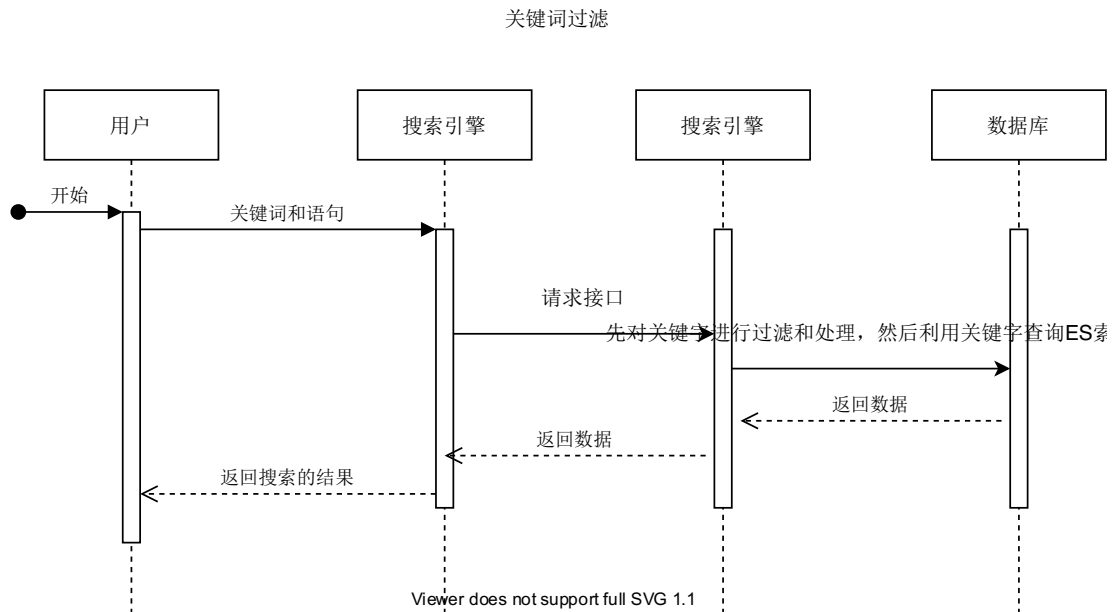 关键词过滤
用户
搜索引擎
搜索引擎
数据库
开始
关键词和语句
请求接口
先对关键字进行过滤和处理，然后利用关键字查询ES索
返回数据
返回数据
返回搜索的结果
Viewer does not support full SVG 1.1